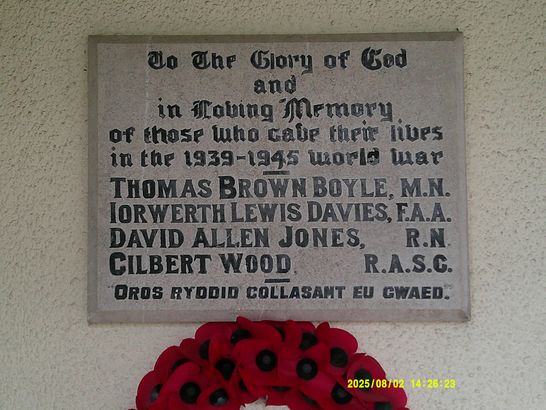 To The Glory of God
and
in Loving Memory
of those who gave their lives
in the 1939-1945 world war
THOMAS BROWN BOYLE, M.N.
IORWERTH LEWIS DAVIES, F.A.A.
DAVID ALLEN JONES, R.N.
GILBERT WOOD. R.A.S.C.
"OROS RYDDID COLLASANT EU GWAED."
2025/08/02 14:26:23